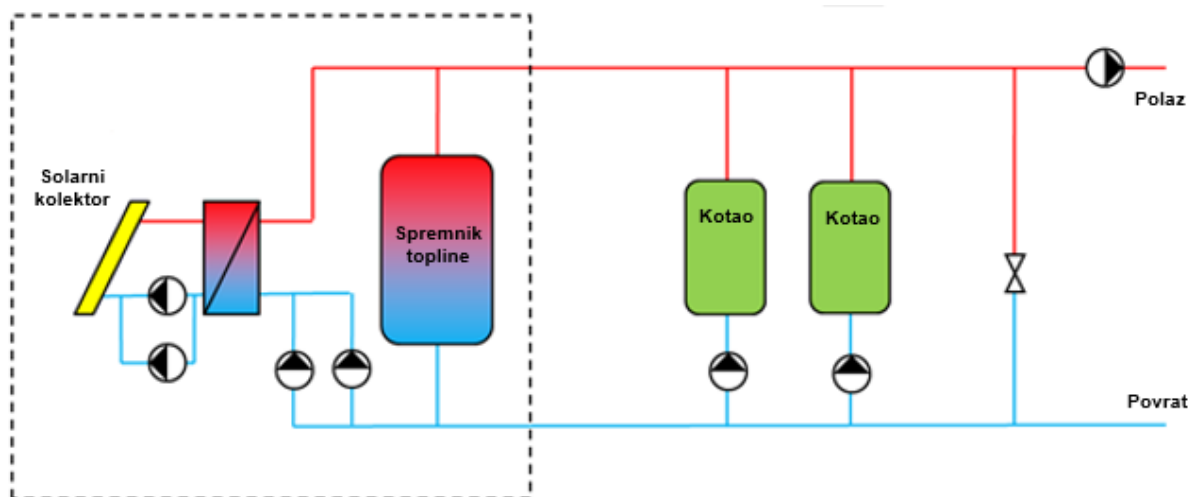 Polaz
Solarni
kolektor
Spremnik
topline
Kotao
Kotao
Povrat